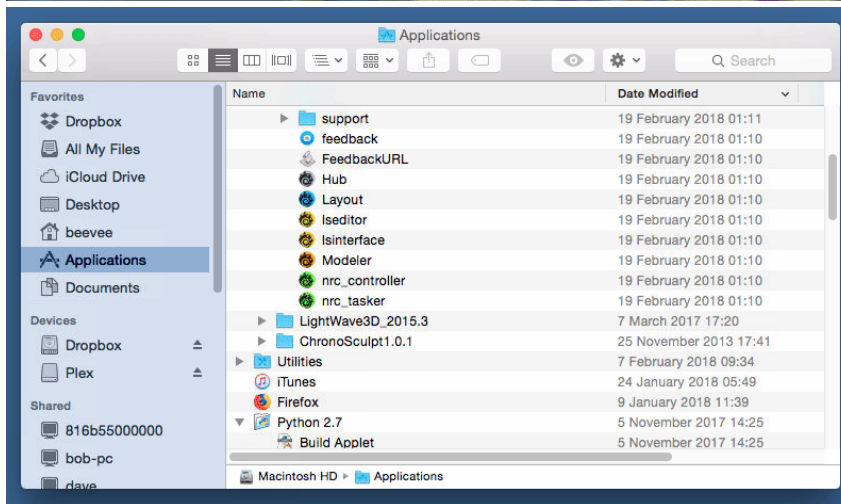 Applications
Search
Favorites
Dropbox
All My Files
iCloud Drive
Desktop
beevee
Applications
Documents
Devices
Dropbox
Plex
Shared
816b55000000
bob-pc
dave
Name Date Modified
support 19 February 2018 01:11
feedback 19 February 2018 01:10
FeedbackURL 19 February 2018 01:10
Hub 19 February 2018 01:10
Layout 19 February 2018 01:10
lseditor 19 February 2018 01:10
lsinterface 19 February 2018 01:10
Modeler 19 February 2018 01:10
nrc_controller 19 February 2018 01:10
nrc_tasker 19 February 2018 01:10
LightWave3D_2015.3 7 March 2017 17:20
ChronoSculpt1.0.1 25 November 2013 17:41
Utilities 7 February 2018 09:34
iTunes 24 January 2018 05:49
Firefox 9 January 2018 11:39
Python 2.7 5 November 2017 14:25
Build Applet 5 November 2017 14:25
Macintosh HD Applications